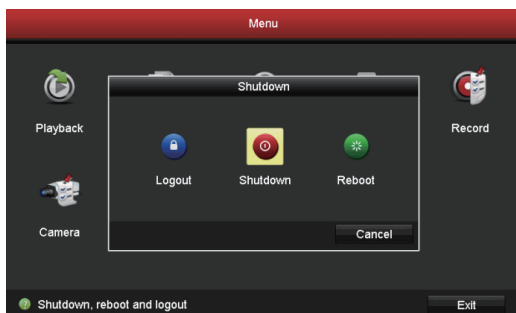 Menu
Shutdown
Playback
Record
Logout
Shutdown
Reboot
Camera
Cancel
Shutdown, reboot and logout
Exit